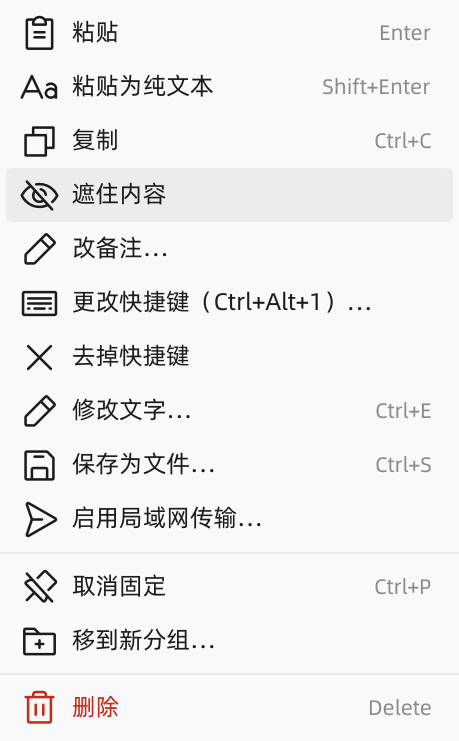 粘贴 Enter
Aa 粘贴为纯文本 Shift+Enter
复制 Ctrl+C
遮住内容
改备注...
更改快捷键（Ctrl+Alt+1）...
去掉快捷键
修改文字... Ctrl+E
保存为文件... Ctrl+S
启用局域网传输...
取消固定 Ctrl+P
移到新分组...
删除 Delete